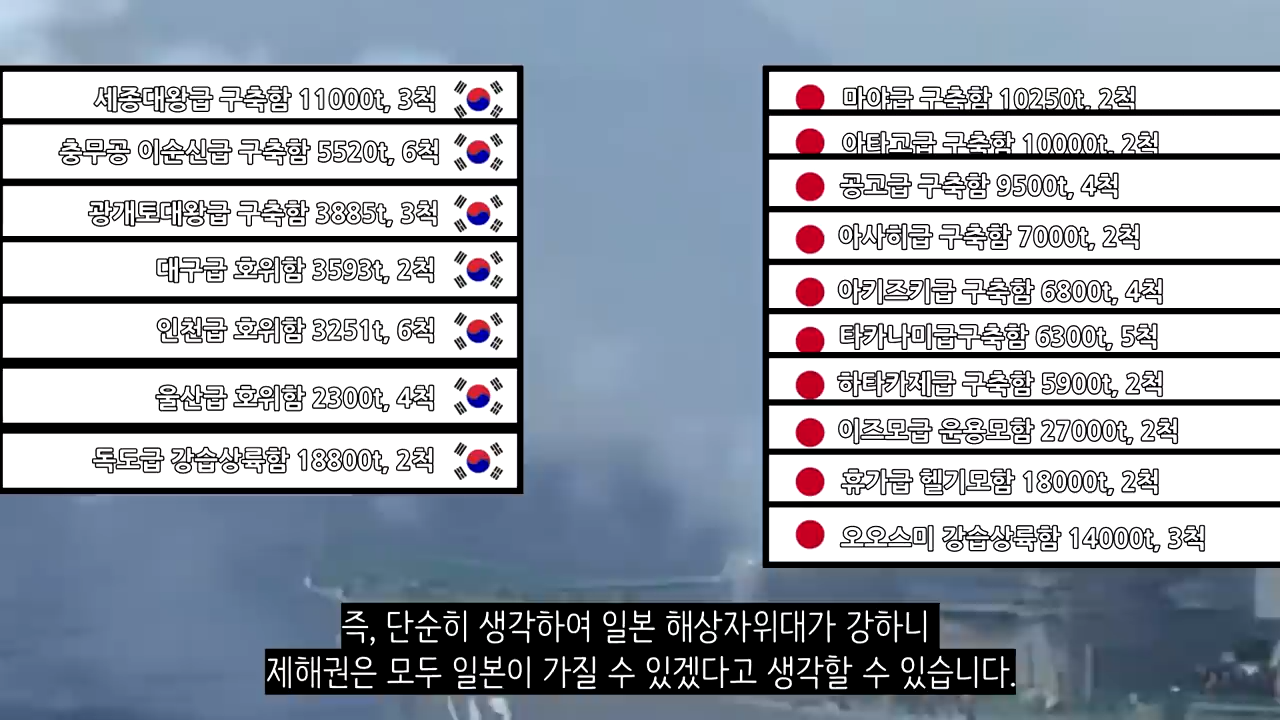 세종대왕급 구축함 11000t, 3척
충무공 이순신급 구축함 5520t, 6척
광개토대왕급 구축함 3885t, 3척
대구급 호위함 3593t, 2척
인천급 호위함 3251t, 6척
울산급 호위함 2300t, 4척
독도급 강습상륙함 18800t, 2척
마야급 구축함 10250t, 2척
아타고급 구축함 10000t, 2척
공고급 구축함 9500t, 4척
아사히급 구축함 7000t, 2척
아키즈키급 구축함 6800t, 4척
타카나미급구축함 6300t, 5척
하타카제급 구축함 5900t, 2척
이즈모급 운용모함 27000t, 2척
휴가급 헬기모함 18000t, 2척
오오스미 강습상륙함 14000t, 3척
즉, 단순히 생각하여 일본 해상자위대가 강하니
제해권은 모두 일본이 가질 수 있겠다고 생각할 수 있습니다.